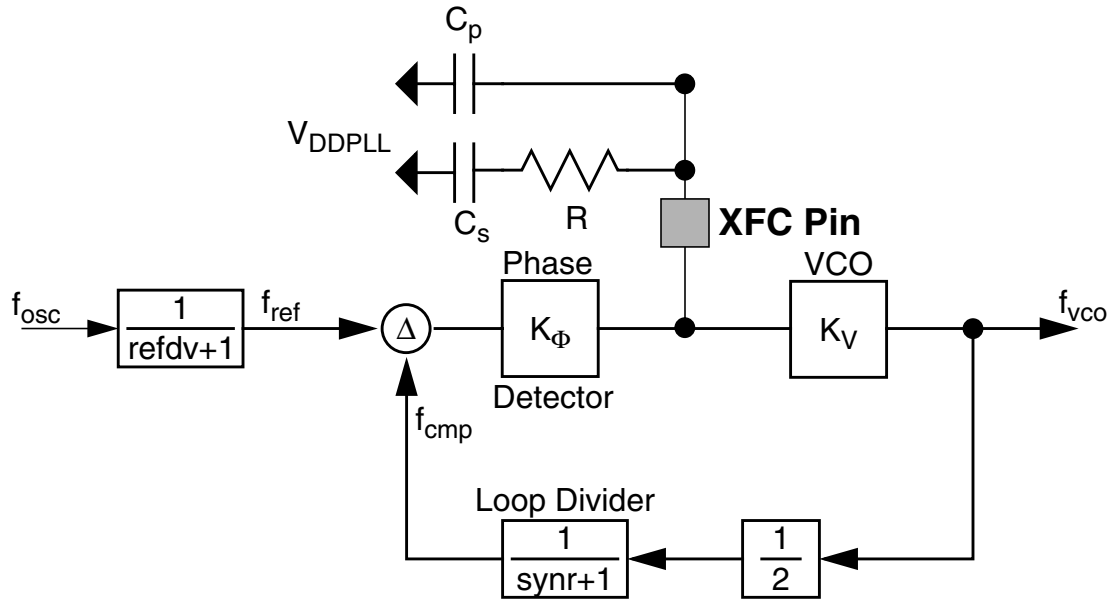 Cp
VDDPLL
Cs
R
XFC Pin
Phase
VCO
fosc
1
refdv+1
fref
Δ
KΦ
KV
fvco
Detector
fcmp
Loop Divider
1
synr+1
1
2